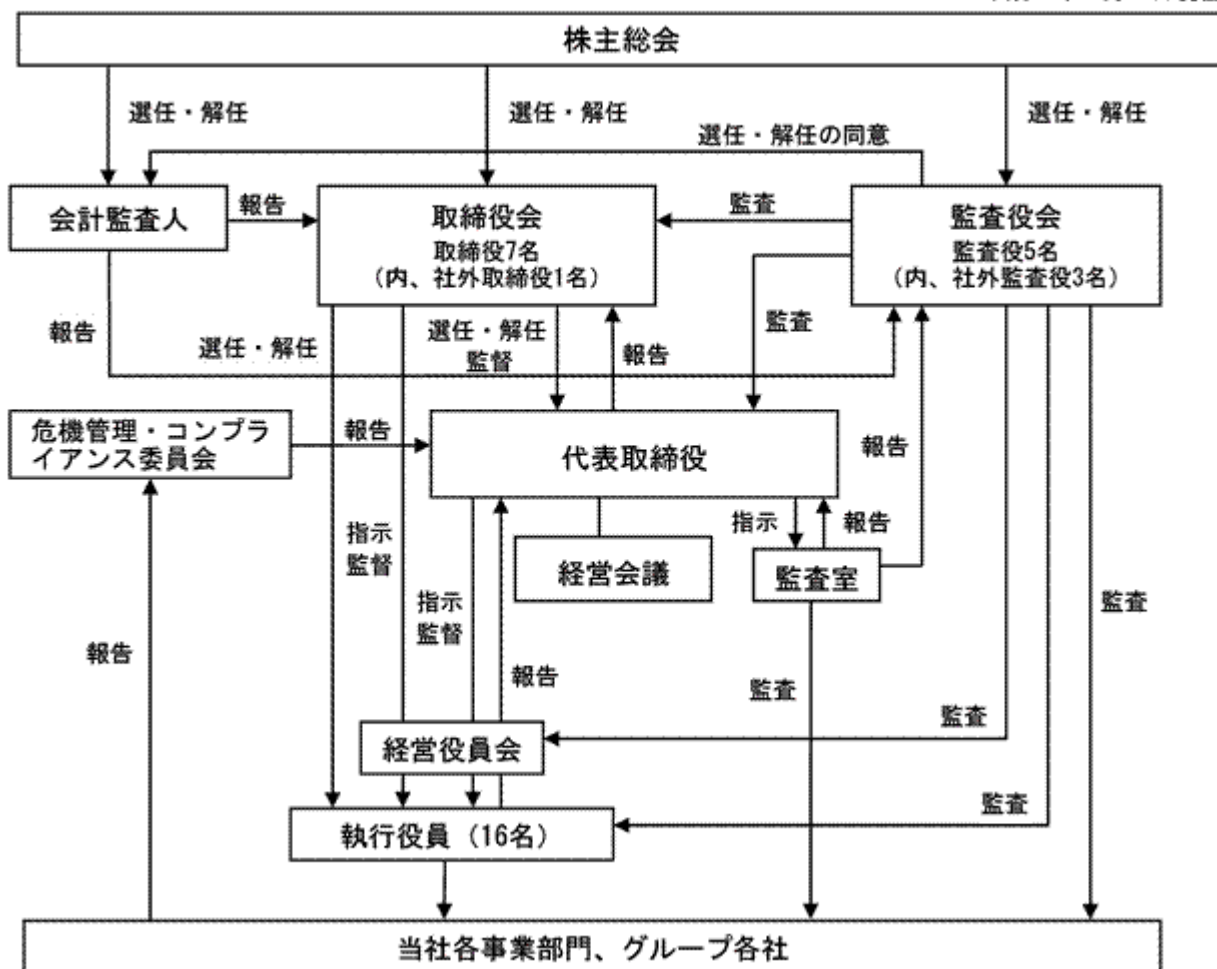 株主総会
選任・解任
選任・解任
選任・解任
選任・解任の同意
会計監査人
報告
取締役会
取締役7名
（内、社外取締役1名）
監査
監査役会
監査役5名
（内、社外監査役3名）
報告
選任・解任
選任・解任
監督
報告
監査
危機管理・コンプラ
イアンス委員会
報告
代表取締役
報告
指示
監督
指示
報告
経営会議
監査室
指示
監督
監査
報告
報告
監査
監査
経営役員会
監査
執行役員（16名）
当社各事業部門、グループ各社